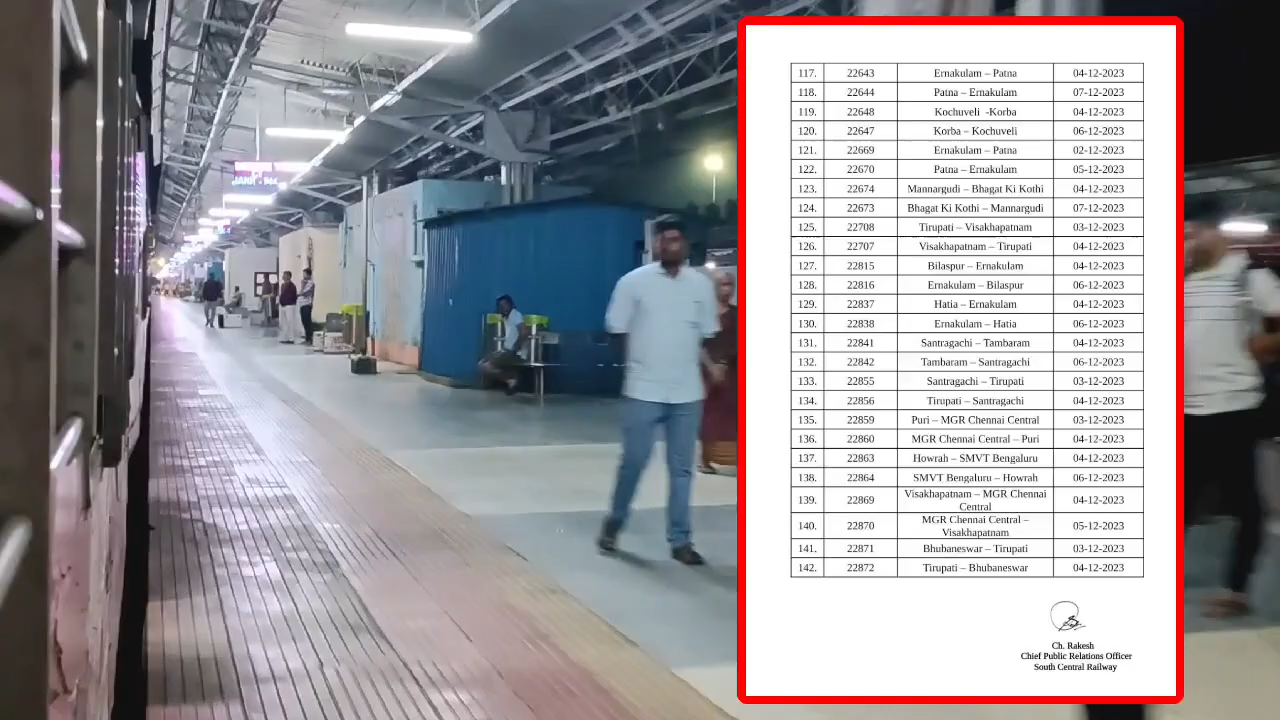 117. 22643 Ernakulam – Patna 04-12-2023
118. 22644 Patna – Ernakulam 07-12-2023
119. 22648 Kochuveli -Korba 04-12-2023
120. 22647 Korba – Kochuveli 06-12-2023
121. 22669 Ernakulam – Patna 02-12-2023
122. 22670 Patna – Ernakulam 05-12-2023
123. 22674 Mannargudi – Bhagat Ki Kothi 04-12-2023
124. 22673 Bhagat Ki Kothi – Mannargudi 07-12-2023
125. 22708 Tirupati – Visakhapatnam 03-12-2023
126. 22707 Visakhapatnam – Tirupati 04-12-2023
127. 22815 Bilaspur – Ernakulam 04-12-2023
128. 22816 Ernakulam – Bilaspur 06-12-2023
129. 22837 Hatia – Ernakulam 04-12-2023
130. 22838 Ernakulam – Hatia 06-12-2023
131. 22841 Santragachi – Tambaram 04-12-2023
132. 22842 Tambaram – Santragachi 06-12-2023
133. 22855 Santragachi – Tirupati 03-12-2023
134. 22856 Tirupati – Santragachi 04-12-2023
135. 22859 Puri – MGR Chennai Central 03-12-2023
136. 22860 MGR Chennai Central – Puri 04-12-2023
137. 22863 Howrah – SMVT Bengaluru 04-12-2023
138. 22864 SMVT Bengaluru – Howrah 06-12-2023
139. 22869 Visakhapatnam – MGR Chennai
Central 04-12-2023
140. 22870 MGR Chennai Central –
Visakhapatnam 05-12-2023
141. 22871 Bhubaneswar – Tirupati 03-12-2023
142. 22872 Tirupati – Bhubaneswar 04-12-2023
Ch. Rakesh
Chief Public Relations Officer
South Central Railway